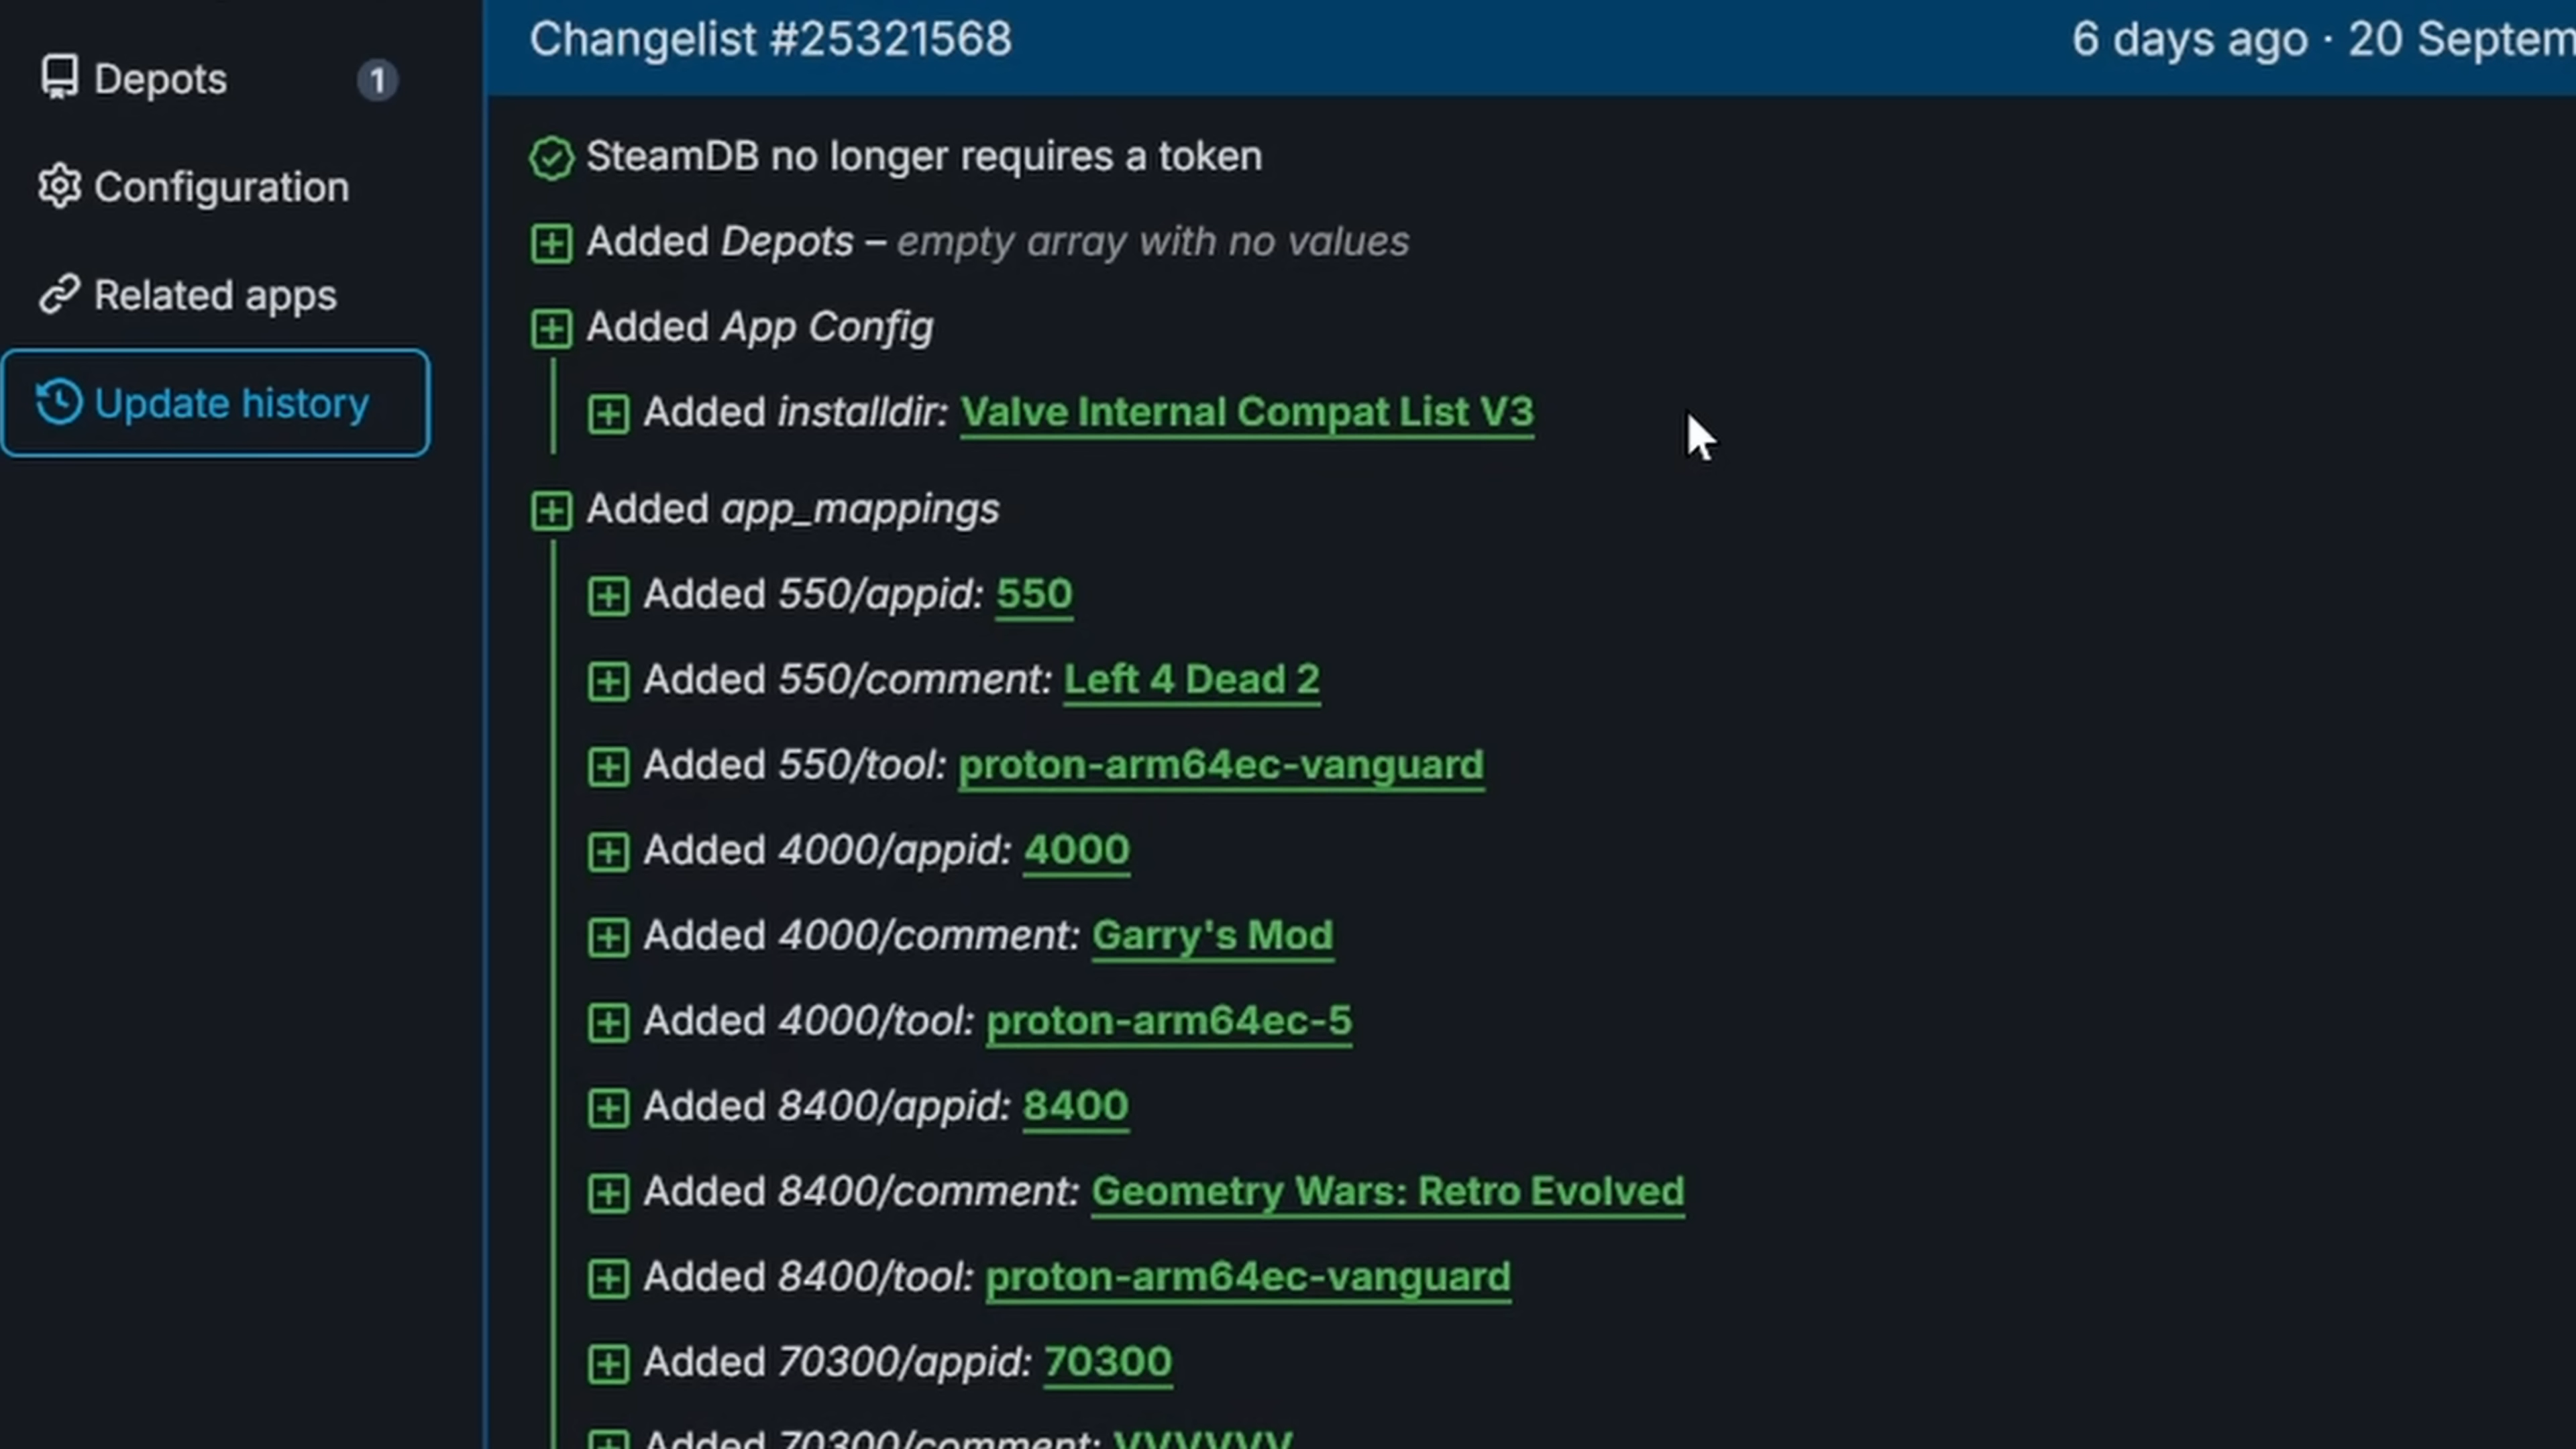 Depots 1
Configuration
Related apps
Update history
Changelist #25321568
6 days ago · 20 Septem
SteamDB no longer requires a token
Added Depots – empty array with no values
Added App Config
Added installdir: Valve Internal Compat List V3
Added app_mappings
Added 550/appid: 550
Added 550/comment: Left 4 Dead 2
Added 550/tool: proton-arm64ec-vanguard
Added 4000/appid: 4000
Added 4000/comment: Garry's Mod
Added 4000/tool: proton-arm64ec-5
Added 8400/appid: 8400
Added 8400/comment: Geometry Wars: Retro Evolved
Added 8400/tool: proton-arm64ec-vanguard
Added 70300/appid: 70300
Added 70300/comment: VVVVVV